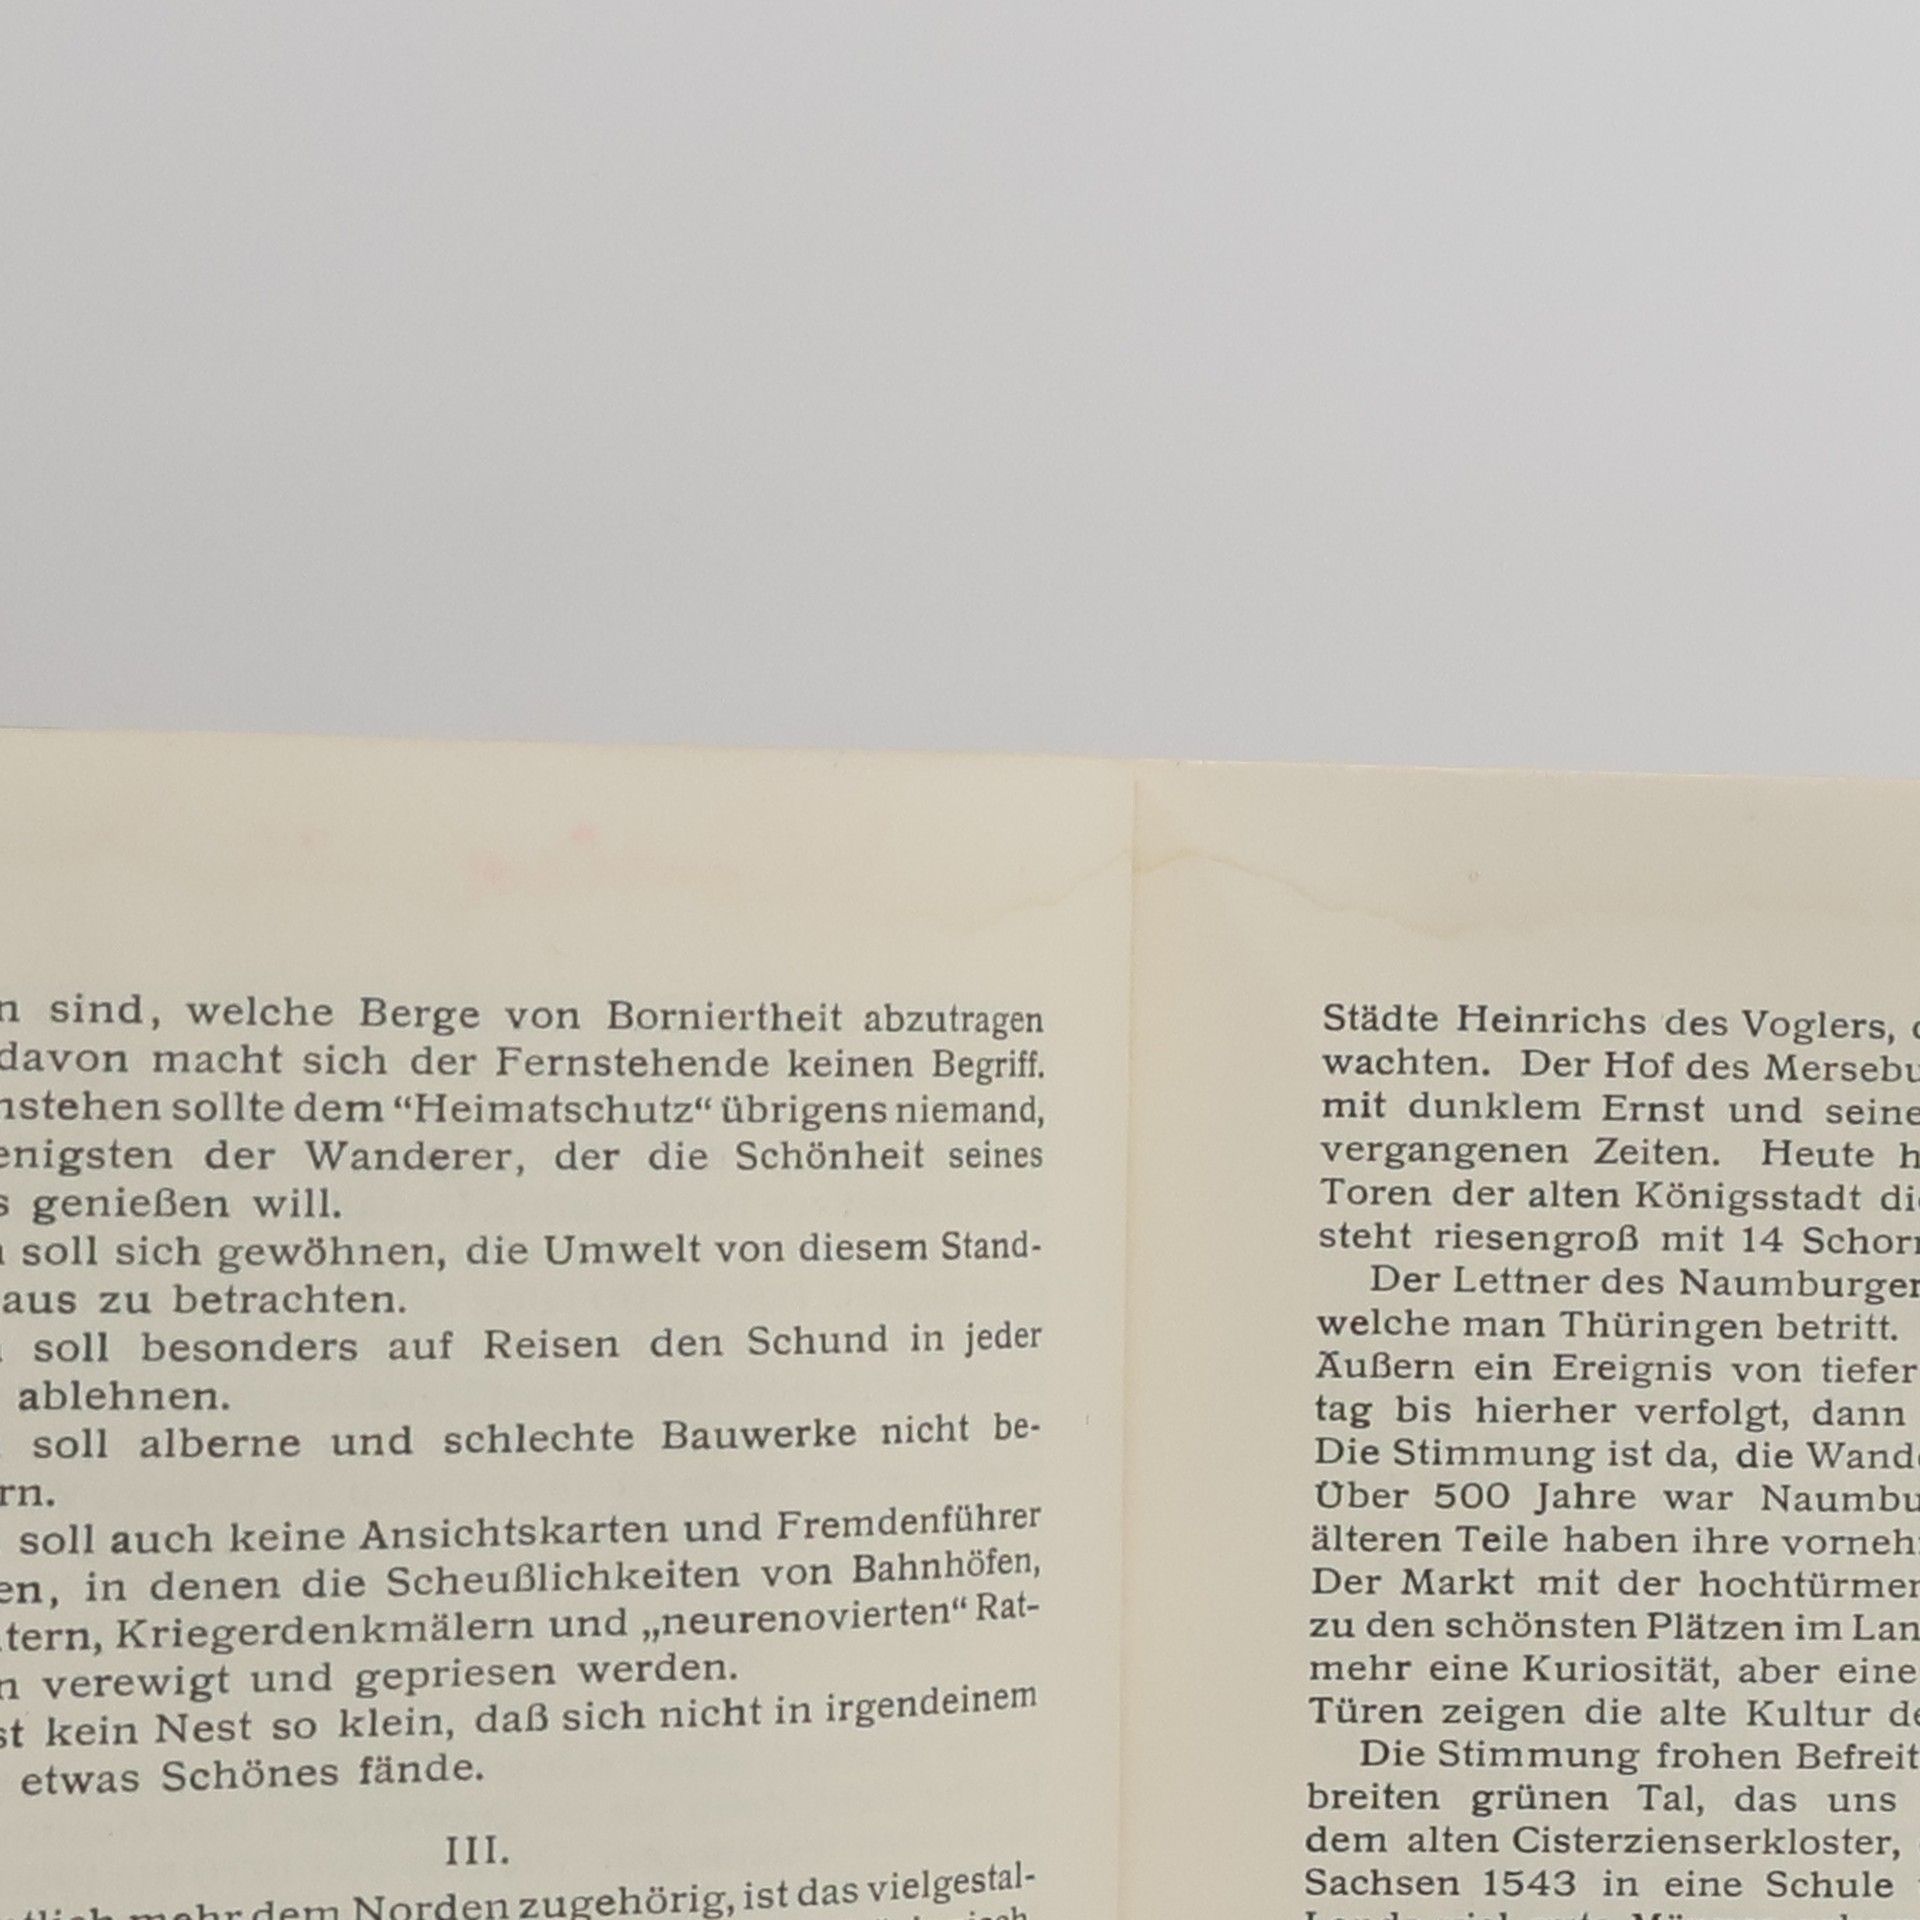 sind, welche Berge von Borniertheit abzutragen
davon macht sich der Fernstehende keinen Begriff.
sollte dem “Heimatschutz“ übrigens niemand,
der Wanderer, der die Schönheit seines
genießen will.
soll sich gewöhnen, die Umwelt von diesem Stand-
aus zu betrachten.
soll besonders auf Reisen den Schund in jeder
ablehnen.
soll alberne und schlechte Bauwerke nicht be-
rn.
soll auch keine Ansichtskarten und Fremdenführer
en, in denen die Scheußlichkeiten von Bahnhöfen,
tern, Kriegerdenkmälern und „neurenovierten“ Rat-
verewigt und gepriesen werden.
st kein Nest so klein, daß sich nicht in irgendeinem
etwas Schönes fände.
III.
mehr dem Norden zugehörig, ist das vielgestal-
Städte Heinrichs des Voglers,
wachten. Der Hof des Mersebu
mit dunklem Ernst und seine
vergangenen Zeiten. Heute h
Toren der alten Königsstadt di
steht riesengroß mit 14 Schor
Der Lettner des Naumburger
welche man Thüringen betritt.
Äußern ein Ereignis von tiefer
tag bis hierher verfolgt, dann
Die Stimmung ist da, die Wand
Über 500 Jahre war Naumbu
älteren Teile haben ihre vorneh
Der Markt mit der hochtürmen
zu den schönsten Plätzen im Lan
mehr eine Kuriosität, aber eine
Türen zeigen die alte Kultur de
Die Stimmung frohen Befreit
breiten grünen Tal, das uns
dem alten Cisterzienserkloster,
Sachsen 1543 in eine Schule